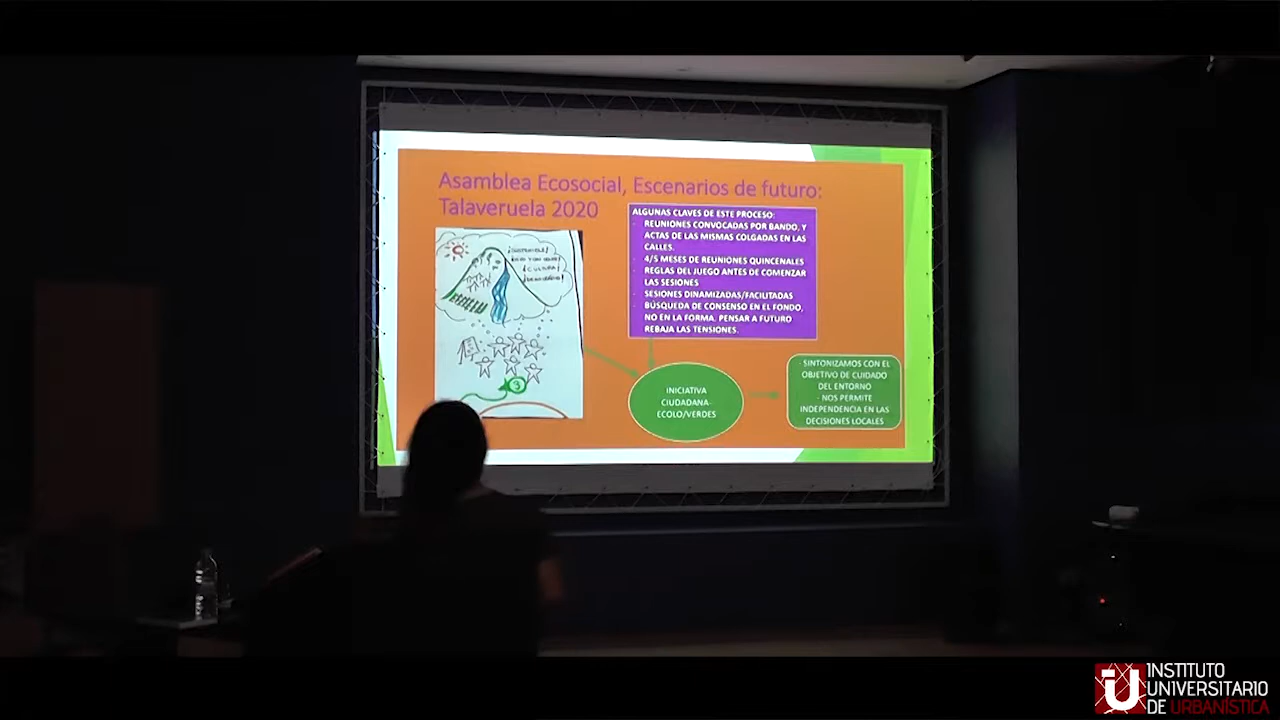 Asamblea Ecosocial, Escenarios de futuro:
Talaveruela 2020
ALGUNAS CLAVES DE ESTE PROCESO:
- REUNIONES CONVOCADAS POR BANDO, Y
ACTAS DE LAS MISMAS COLGADAS EN LAS
CALLES.
- 4/5 MESES DE REUNIONES QUINCENALES
- REGLAS DEL JUEGO ANTES DE COMENZAR
LAS SESIONES
- SESIONES DINAMIZADAS/FACILITADAS
- BÚSQUEDA DE CONSENSO EN EL FONDO,
NO EN LA FORMA. PENSAR A FUTURO
REBAJA LAS TENSIONES.
¡CULTURA!
3
INICIATIVA
CIUDADANA-
ECOLO/VERDES
- SINTONIZAMOS CON EL
OBJETIVO DE CUIDADO
DEL ENTORNO
- NOS PERMITE
INDEPENDENCIA EN LAS
DECISIONES LOCALES
INSTITUTO
UNIVERSITARIO
DE URBANÍSTICA